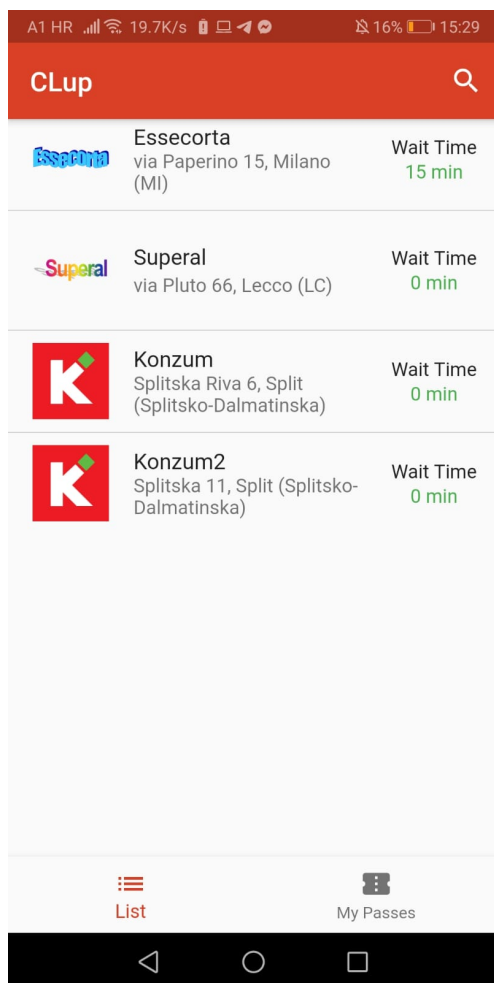 A1 HR 19.7K/s 16% 15:29
CLup
Essecorta
Essecorta
via Paperino 15, Milano
(MI)
Wait Time
15 min
Superal
Superal
via Pluto 66, Lecco (LC)
Wait Time
0 min
K
Konzum
Splitska Riva 6, Split
(Splitsko-Dalmatinska)
Wait Time
0 min
K
Konzum2
Splitska 11, Split (Splitsko-
Dalmatinska)
Wait Time
0 min
List
My Passes